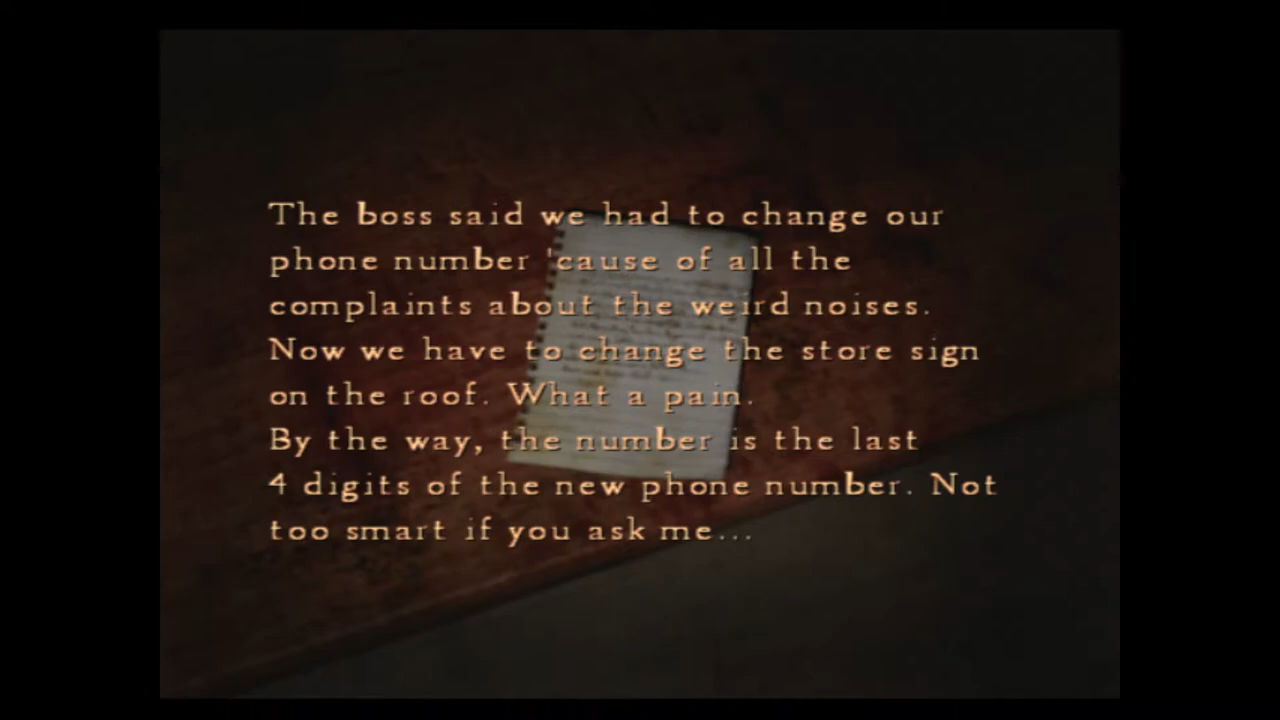 The boss said we had to change our
phone number 'cause of all the
complaints about the weird noises.
Now we have to change the store sign
on the roof. What a pain.
By the way, the number is the last
4 digits of the new phone number. Not
too smart if you ask me...